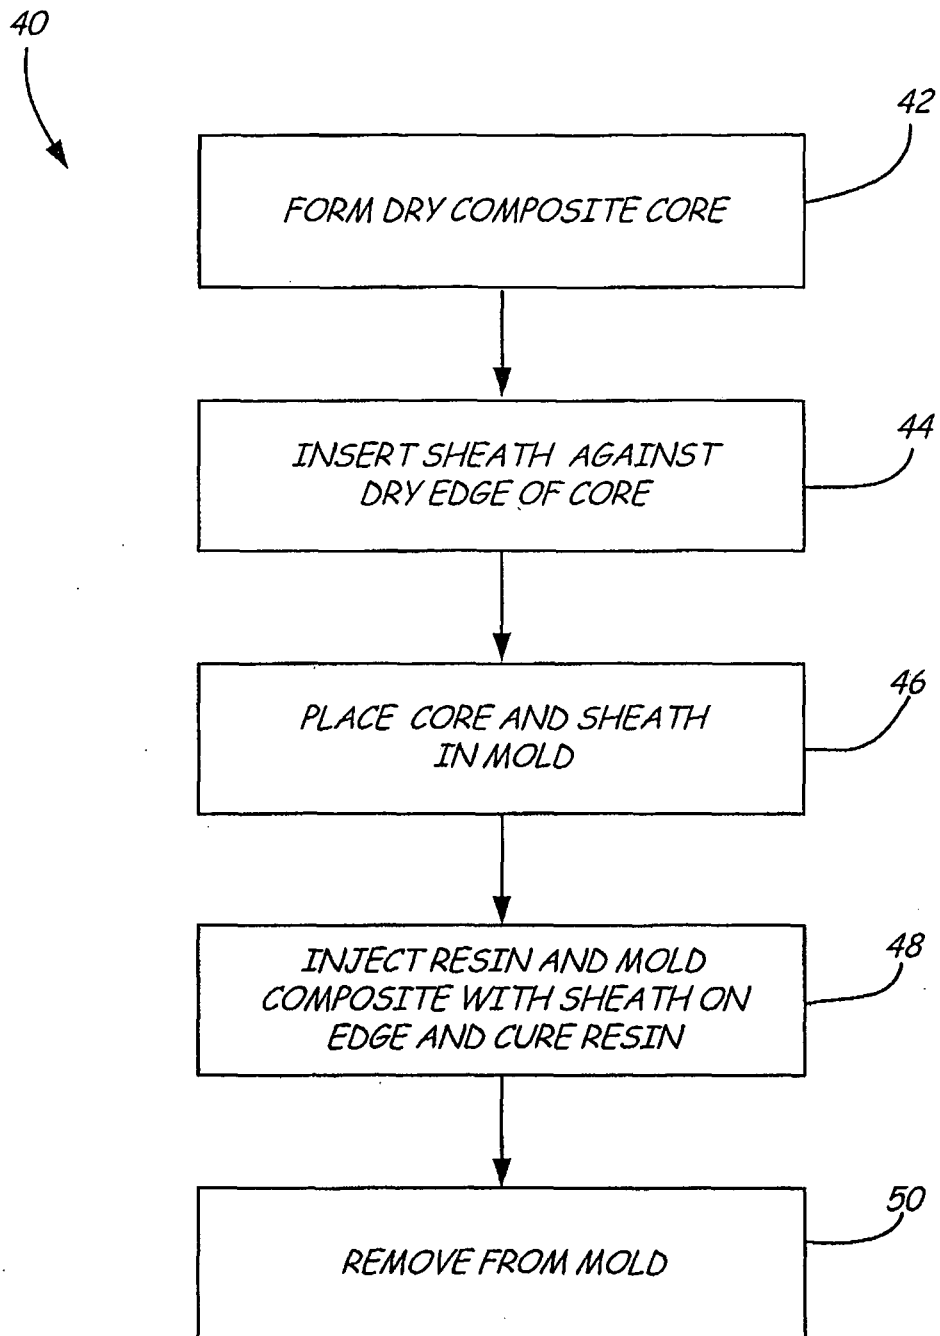 40
42
FORM DRY COMPOSITE CORE
44
INSERT SHEATH AGAINST
DRY EDGE OF CORE
46
PLACE CORE AND SHEATH
IN MOLD
48
INJECT RESIN AND MOLD
COMPOSITE WITH SHEATH ON
EDGE AND CURE RESIN
50
REMOVE FROM MOLD